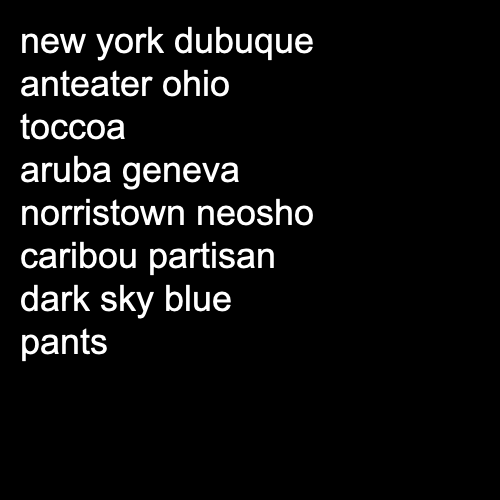 new york dubuque
anteater ohio
toccoa
aruba geneva
norristown neosho
caribou partisan
dark sky blue
pants